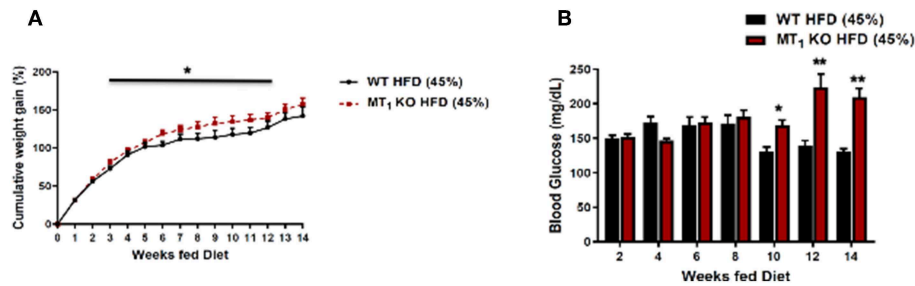 A
*
WT HFD (45%)
MT1 KO HFD (45%)
Cumulative weight gain (%)
200
150
100
50
0
0 1 2 3 4 5 6 7 8 9 10 11 12 13 14
Weeks fed Diet
B
WT HFD (45%)
MT1 KO HFD (45%)
Blood Glucose (mg/dL)
250
200
150
100
50
0
* ** **
2 4 6 8 10 12 14
Weeks fed Diet